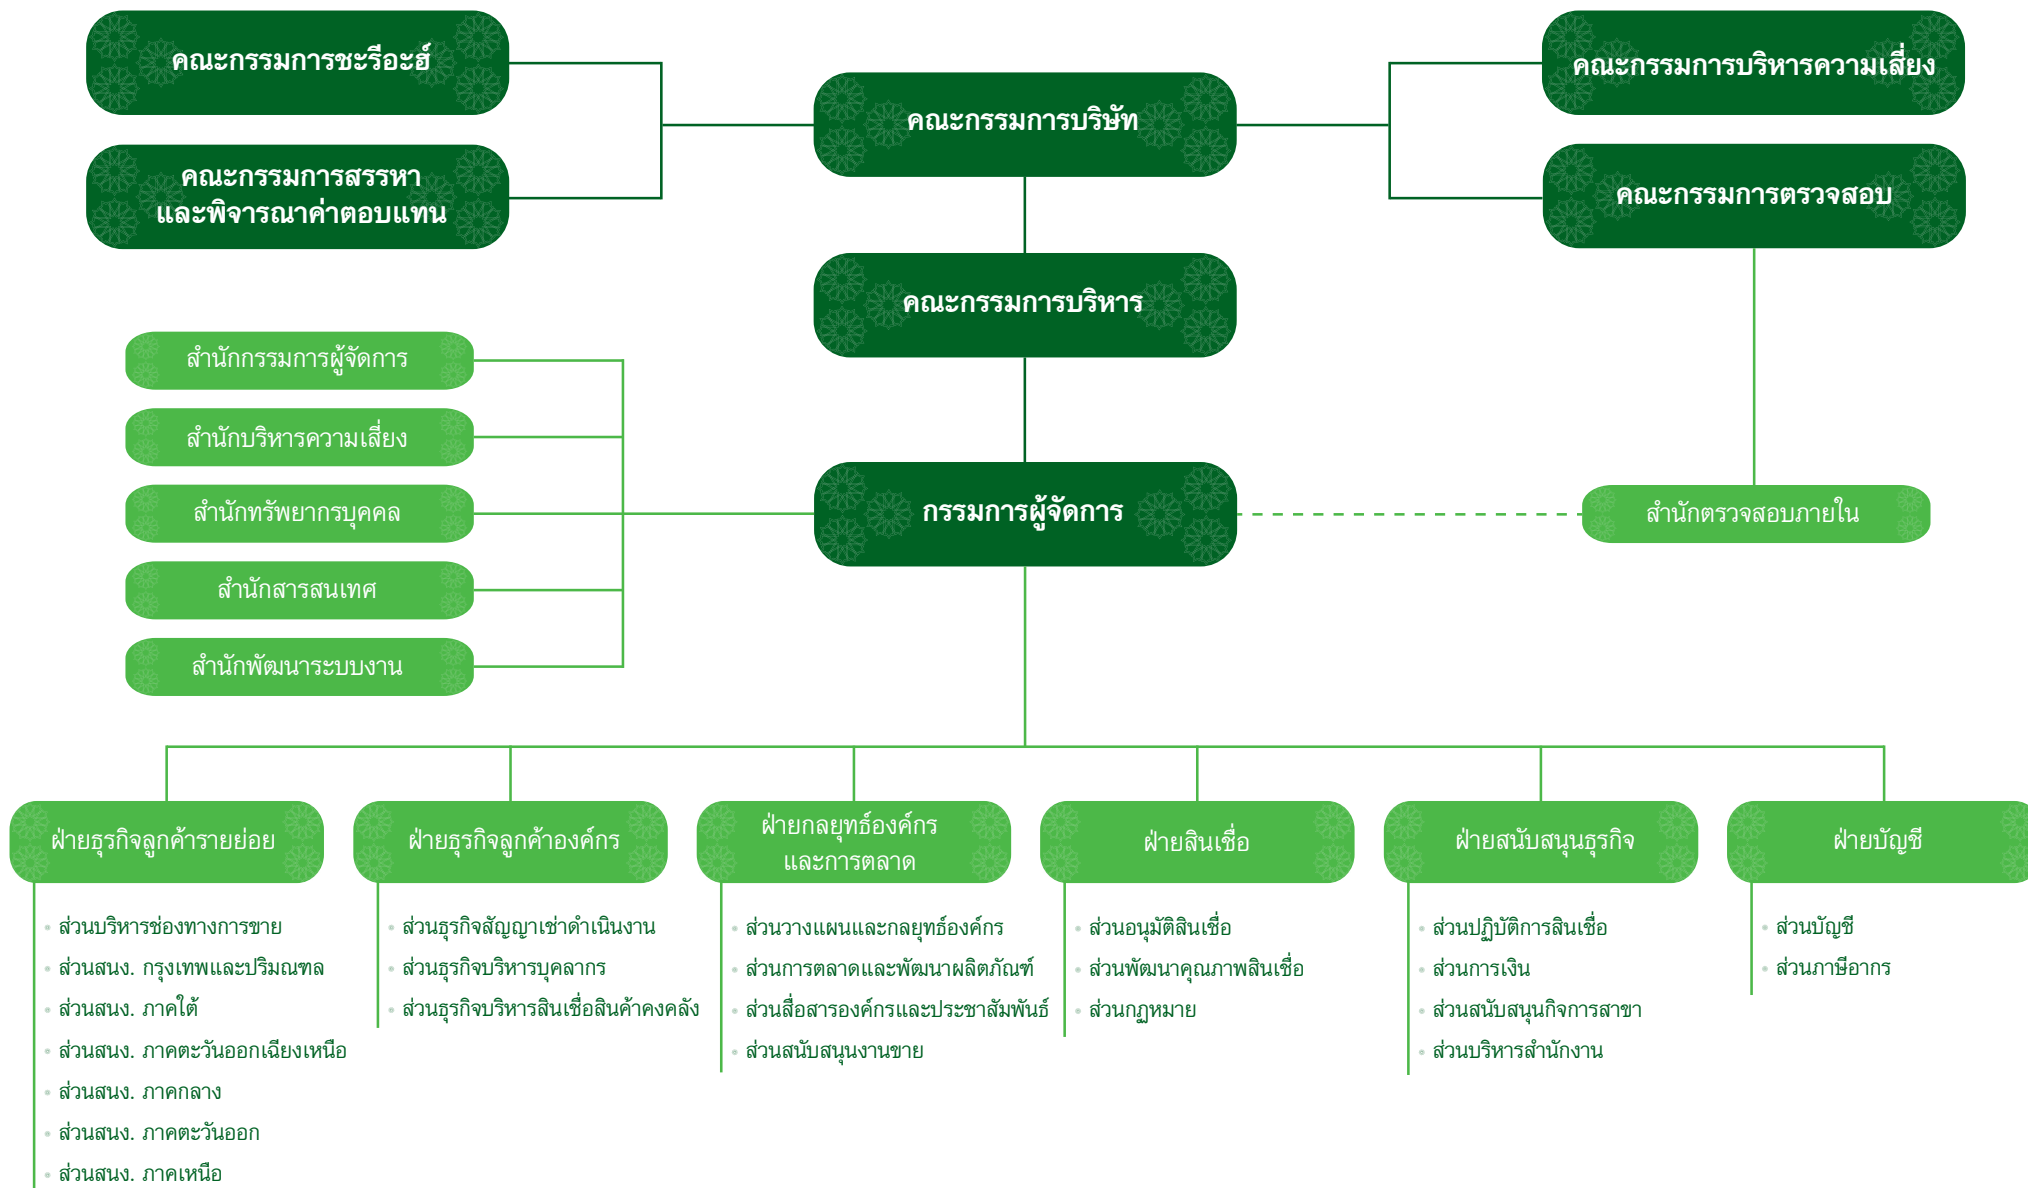 คณะกรรมการชะรีอะฮ์
คณะกรรมการบริหารความเสี่ยง
คณะกรรมการบริษัท
คณะกรรมการสรรหา
และพิจารณาค่าตอบแทน
คณะกรรมการตรวจสอบ
คณะกรรมการบริหาร
สำนักกรรมการผู้จัดการ
สำนักบริหารความเสี่ยง
สำนักทรัพยากรบุคคล
กรรมการผู้จัดการ
สำนักตรวจสอบภายใน
สำนักสารสนเทศ
สำนักพัฒนาระบบงาน
ฝ่ายธุรกิจลูกค้ารายย่อย
ส่วนบริหารช่องทางการขาย
ส่วนสนง. กรุงเทพและปริมณฑล
ส่วนสนง. ภาคใต้
ส่วนสนง. ภาคตะวันออกเฉียงเหนือ
ส่วนสนง. ภาคกลาง
ส่วนสนง. ภาคตะวันออก
ส่วนสนง. ภาคเหนือ
ฝ่ายธุรกิจลูกค้าองค์กร
ส่วนธุรกิจสัญญาเช่าดำเนินงาน
ส่วนธุรกิจบริหารบุคลากร
ส่วนธุรกิจบริหารสินเชื่อสินค้าคงคลัง
ฝ่ายกลยุทธ์องค์กร
และการตลาด
ส่วนวางแผนและกลยุทธ์องค์กร
ส่วนการตลาดและพัฒนาผลิตภัณฑ์
ส่วนสื่อสารองค์กรและประชาสัมพันธ์
ส่วนสนับสนุนงานขาย
ฝ่ายสินเชื่อ
ส่วนอนุมัติสินเชื่อ
ส่วนพัฒนาคุณภาพสินเชื่อ
ส่วนกฏหมาย
ฝ่ายสนับสนุนธุรกิจ
ส่วนปฏิบัติการสินเชื่อ
ส่วนการเงิน
ส่วนสนับสนุนกิจการสาขา
ส่วนบริหารสำนักงาน
ฝ่ายบัญชี
ส่วนบัญชี
ส่วนภาษีอากร